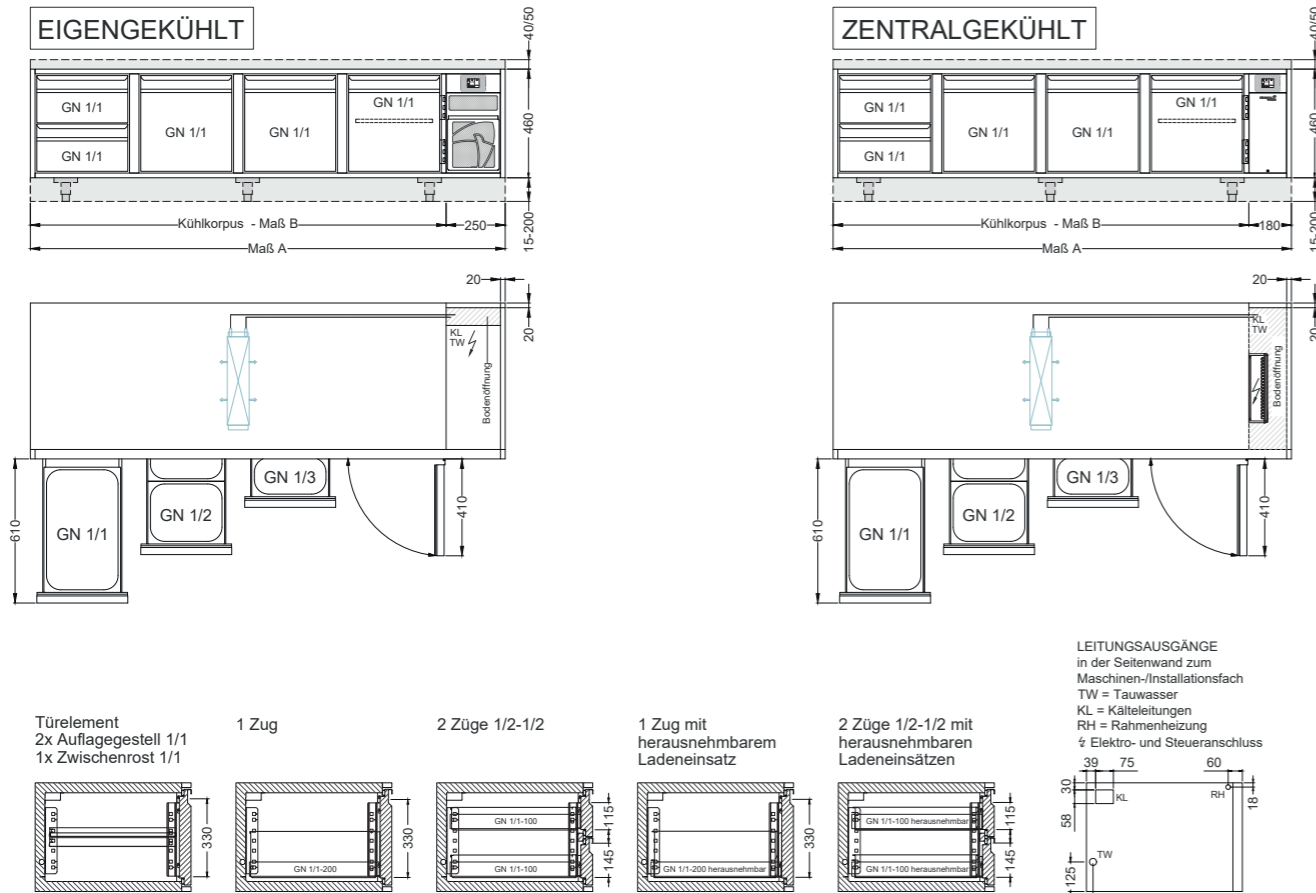 EIGENGEKÜHLT
40/50
GN 1/1
GN 1/1
GN 1/1
GN 1/1
GN 1/1
460
Kühlkorpus - Maß B
250
15-200
Maß A
20
20
KL
TW
Bodenöffnung
GN 1/1
GN 1/2
GN 1/3
610
410
ZENTRALGEKÜHLT
40/50
GN 1/1
GN 1/1
GN 1/1
GN 1/1
GN 1/1
460
Kühlkorpus - Maß B
180
15-200
Maß A
20
20
KL
TW
Bodenöffnung
GN 1/1
GN 1/2
GN 1/3
610
410
Türelement
2x Auflagegestell 1/1
1x Zwischenrost 1/1
330
1 Zug
GN 1/1-200
330
2 Züge 1/2-1/2
GN 1/1-100
GN 1/1-100
115
145
1 Zug mit
herausnehmbarem
Ladeneinsatz
GN 1/1-200 herausnehmbar
330
2 Züge 1/2-1/2 mit
herausnehmbaren
Ladeneinsätzen
GN 1/1-100 herausnehmbar
GN 1/1-100 herausnehmbar
115
145
LEITUNGSAUSGÄNGE
in der Seitenwand zum
Maschinen-/Installationsfach
TW = Tauwasser
KL = Kälteleitungen
RH = Rahmenheizung
Elektro- und Steueranschluss
39
75
60
30
58
KL
RH
18
TW
125